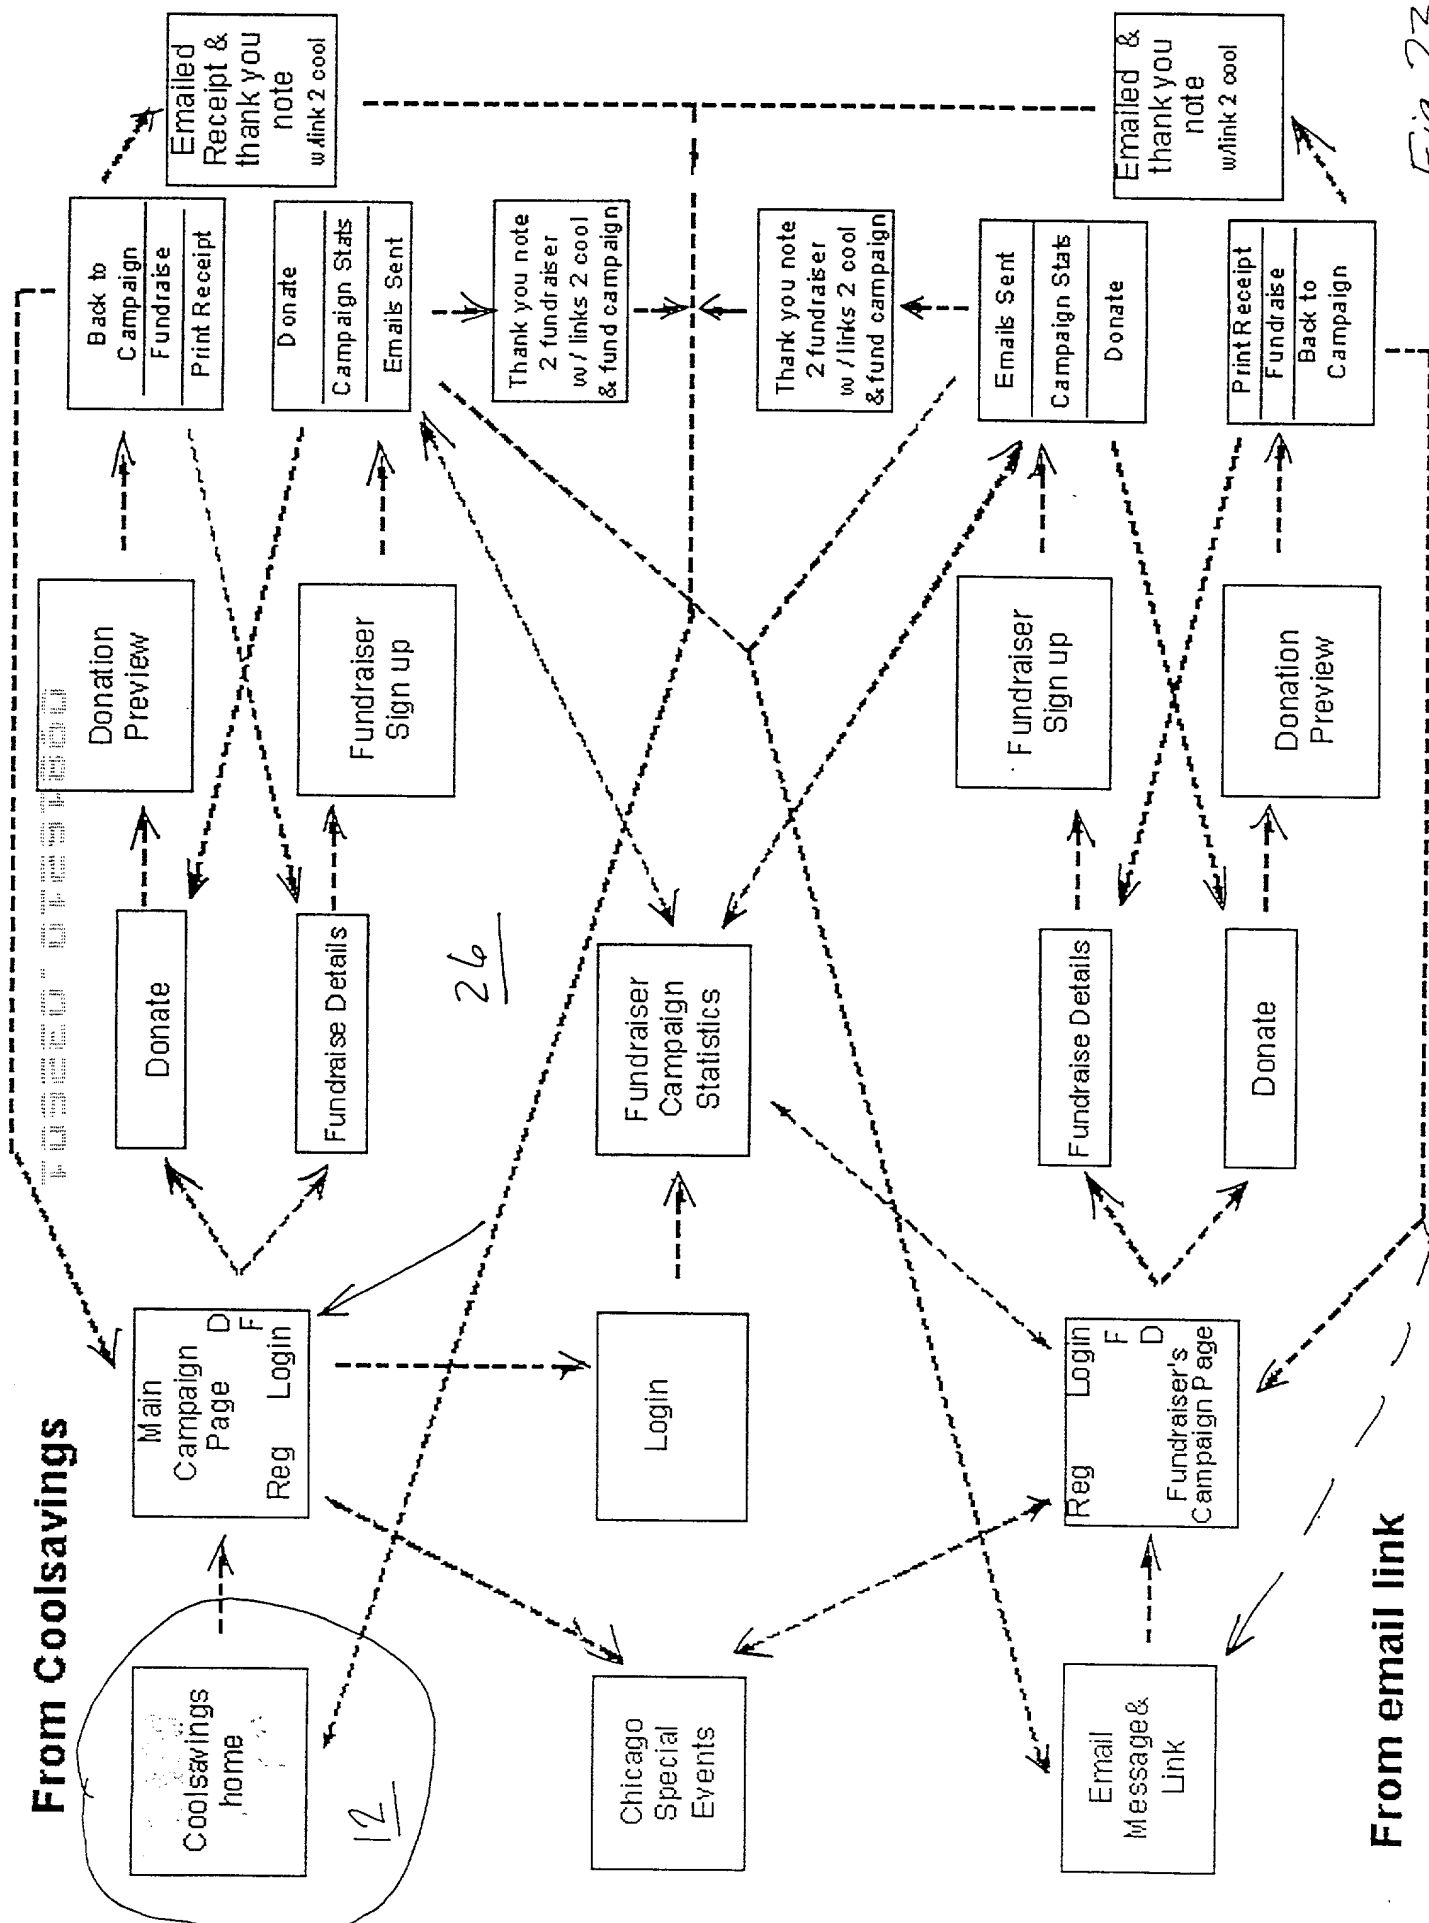 From Coolsavings
Coolsavings
home
12
Main
Campaign
Page
D
F
Reg Login
Donate
Fundraise Details
26
Donation
Preview
Fundraiser
Sign up
Back to
Campaign
Fundraise
Print Receipt
Donate
Campaign Stats
Emails Sent
Emailed
Receipt &
thank you
note
w/link 2 cool
Thank you note
2 fundraiser
w / links 2 cool
& fund campaign
Chicago
Special
Events
Login
Fundraiser
Campaign
Statistics
Thank you note
2 fundraiser
w / links 2 cool
& fund campaign
From email link
Email
Message&
Link
Reg Login
F
D
Fundraiser's
Campaign Page
Fundraise Details
Donate
Fundraiser
Sign up
Donation
Preview
Emails Sent
Campaign Stats
Donate
Print Receipt
Fundraise
Back to
Campaign
Emailed &
thank you
note
w/link 2 cool